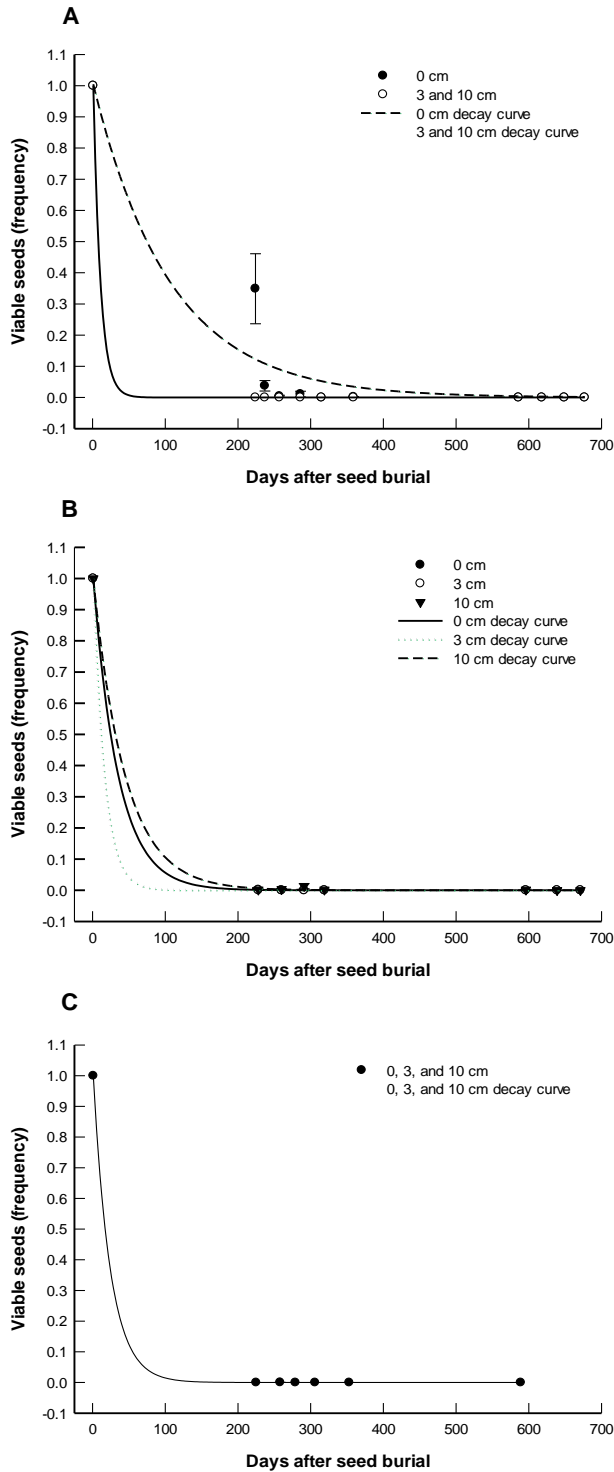 A
0 cm
3 and 10 cm
0 cm decay curve
3 and 10 cm decay curve
1.1
1.0
0.9
0.8
0.7
0.6
0.5
0.4
0.3
0.2
0.1
0.0
-0.1
Viable seeds (frequency)
0 100 200 300 400 500 600 700
Days after seed burial
B
0 cm
3 cm
10 cm
0 cm decay curve
3 cm decay curve
10 cm decay curve
1.1
1.0
0.9
0.8
0.7
0.6
0.5
0.4
0.3
0.2
0.1
0.0
-0.1
Viable seeds (frequency)
0 100 200 300 400 500 600 700
Days after seed burial
C
0, 3, and 10 cm
0, 3, and 10 cm decay curve
1.1
1.0
0.9
0.8
0.7
0.6
0.5
0.4
0.3
0.2
0.1
0.0
-0.1
Viable seeds (frequency)
0 100 200 300 400 500 600 700
Days after seed burial